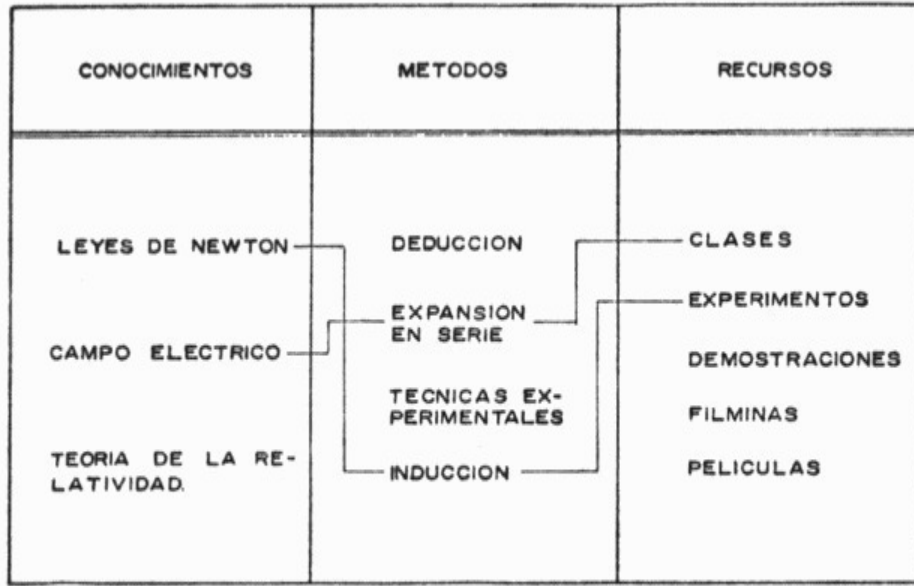 CONOCIMIENTOS
METODOS
RECURSOS
LEYES DE NEWTON
CAMPO ELECTRICO
TEORIA DE LA RE-
LATIVIDAD.
DEDUCCION
EXPANSION
EN SERIE
TECNICAS EX-
PERIMENTALES
INDUCCION
CLASES
EXPERIMENTOS
DEMOSTRACIONES
FILMINAS
PELICULAS